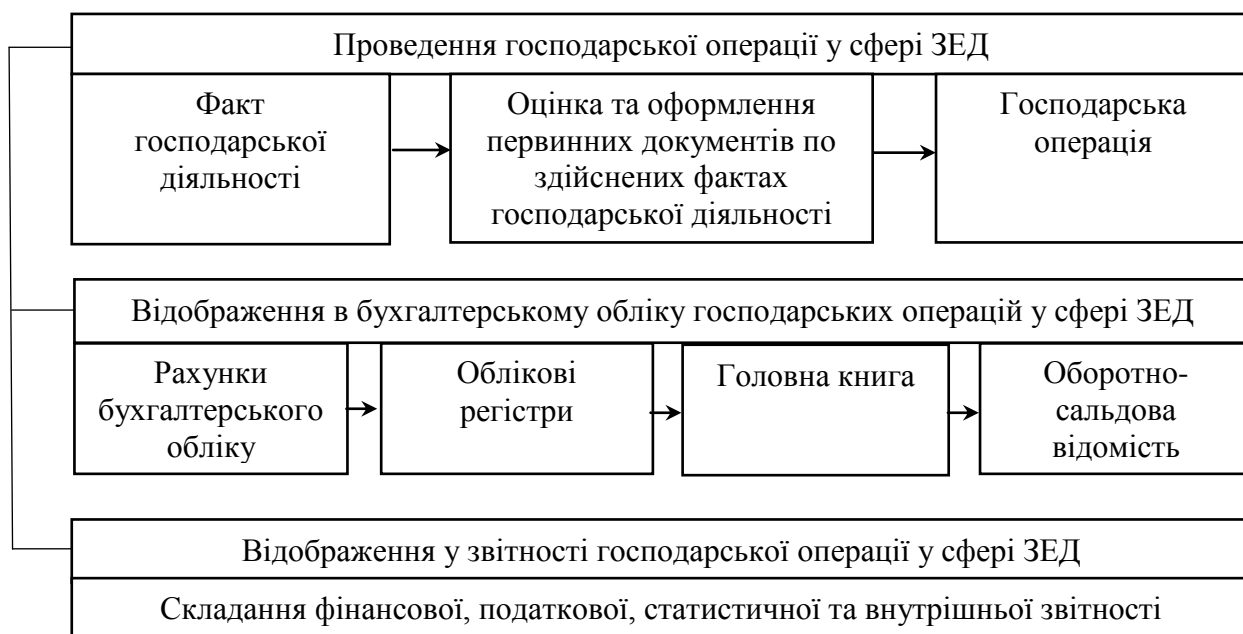 Проведення господарської операції у сфері ЗЕД
Факт
господарської
діяльності
Оцінка та оформлення
первинних документів по
здійснених фактах
господарської діяльності
Господарська
операція
Відображення в бухгалтерському обліку господарських операцій у сфері ЗЕД
Рахунки
бухгалтерського
обліку
Облікові
регістри
Головна книга
Оборотно-
сальдова
відомість
Відображення у звітності господарської операції у сфері ЗЕД
Складання фінансової, податкової, статистичної та внутрішньої звітності